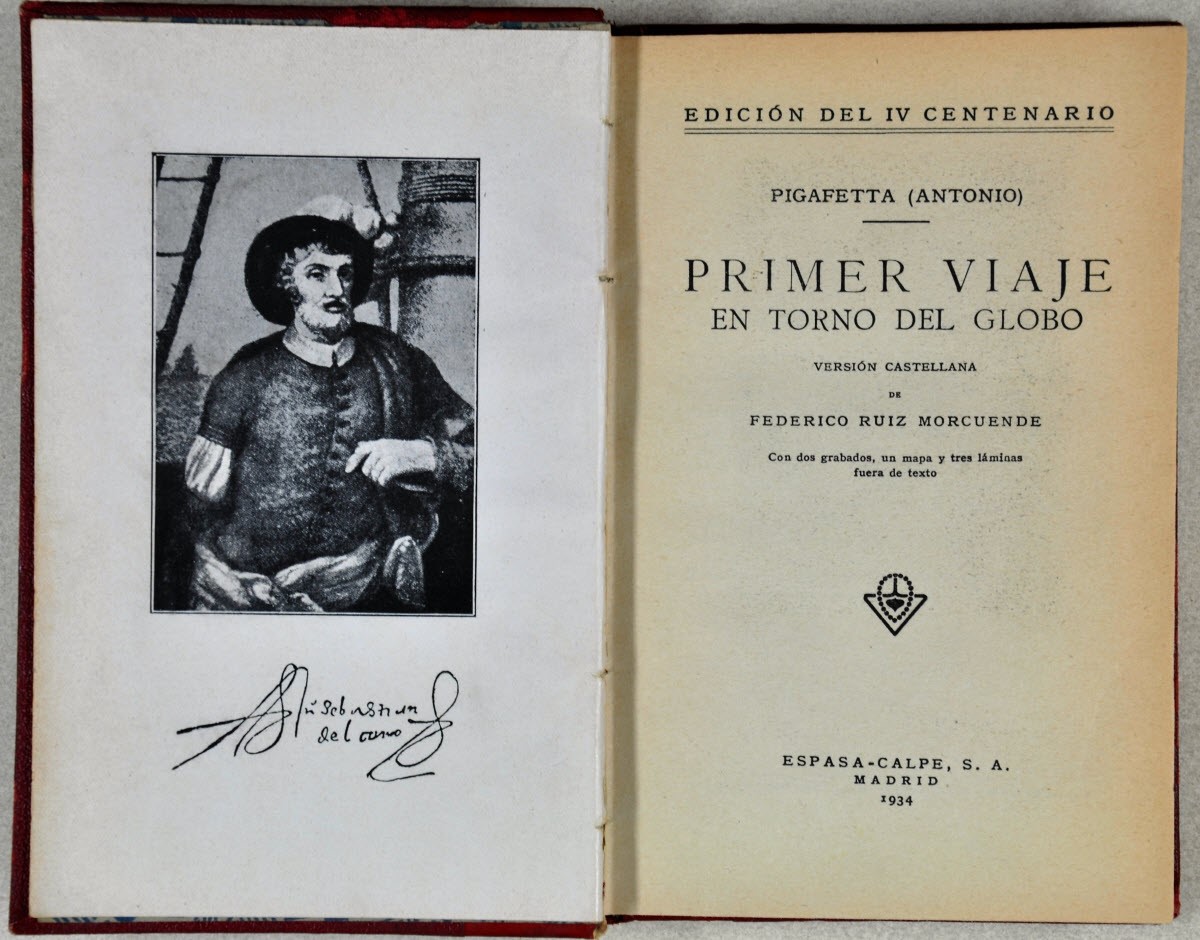 Sebastian
del cano
EDICIÓN DEL IV CENTENARIO
PIGAFETTA (ANTONIO)
PRIMER VIAJE
EN TORNO DEL GLOBO
VERSIÓN CASTELLANA
DE
FEDERICO RUIZ MORCUENDE
Con dos grabados, un mapa y tres láminas
fuera de texto
ESPASA-CALPE, S. A.
MADRID
1934